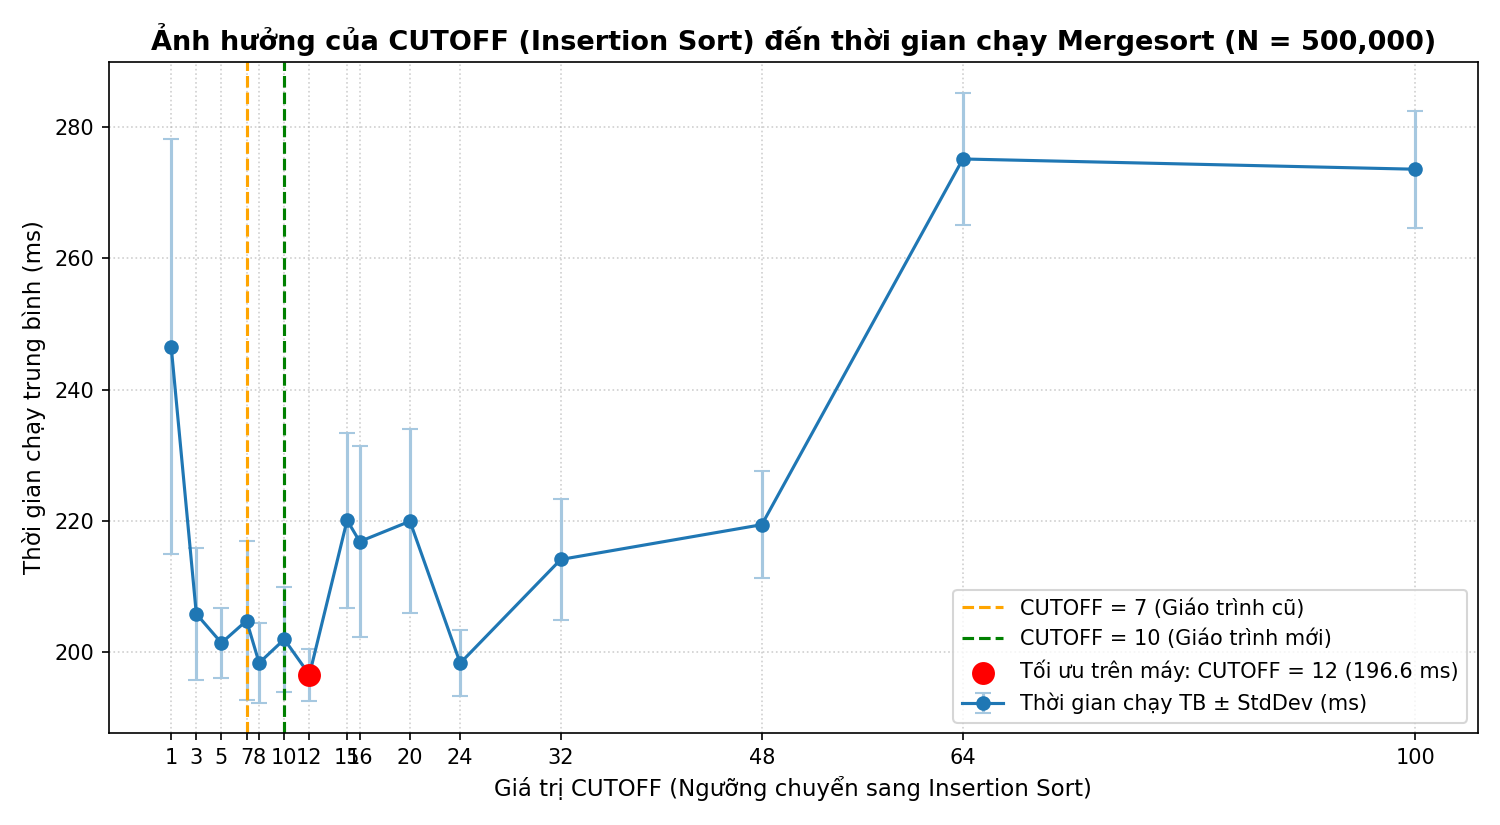 Ảnh hưởng của CUTOFF (Insertion Sort) đến thời gian chạy Mergesort (N = 500,000)
Thời gian chạy trung bình (ms)
280
260
240
220
200
CUTOFF = 7 (Giáo trình cũ)
CUTOFF = 10 (Giáo trình mới)
Tối ưu trên máy: CUTOFF = 12 (196.6 ms)
Thời gian chạy TB ± StdDev (ms)
1 3 5 7 8 10 12 15 16 20 24 32 48 64 100
Giá trị CUTOFF (Ngưỡng chuyển sang Insertion Sort)